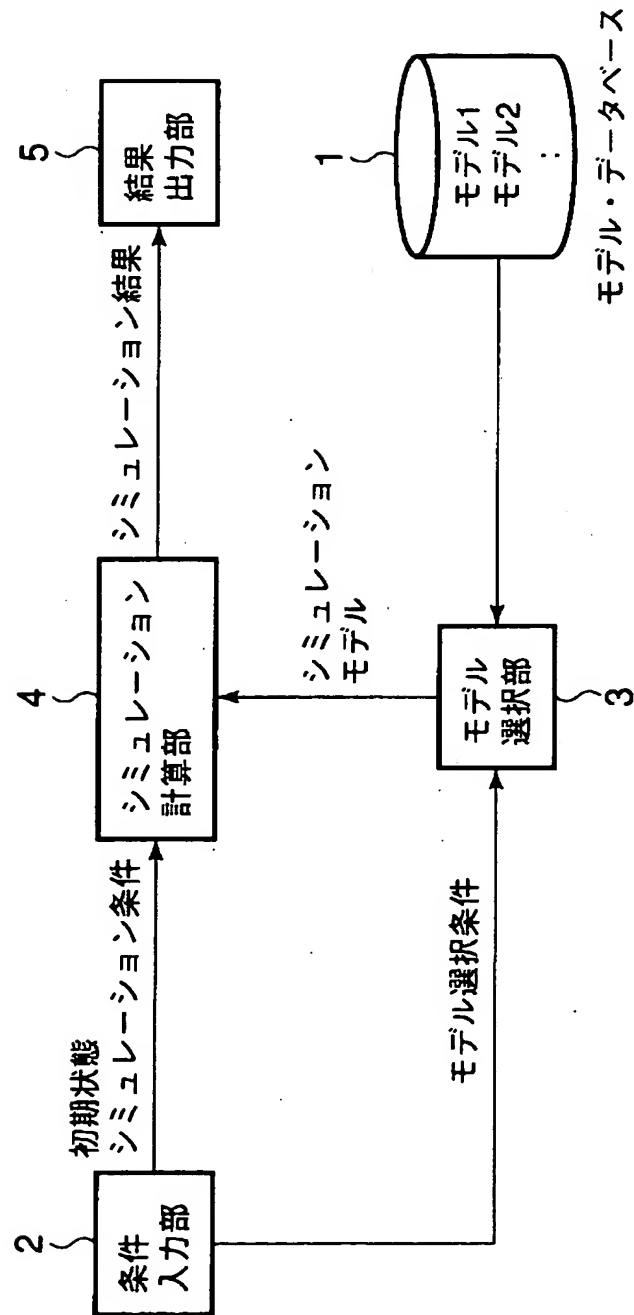 2
条件
入力部
初期状態
シミュレーション条件
4
シミュレーション
計算部
シミュレーション結果
5
結果
出力部
モデル選択条件
シミュレーション
モデル
モデル
選択部
3
1
モデル1
モデル2
:
モデル・データベース